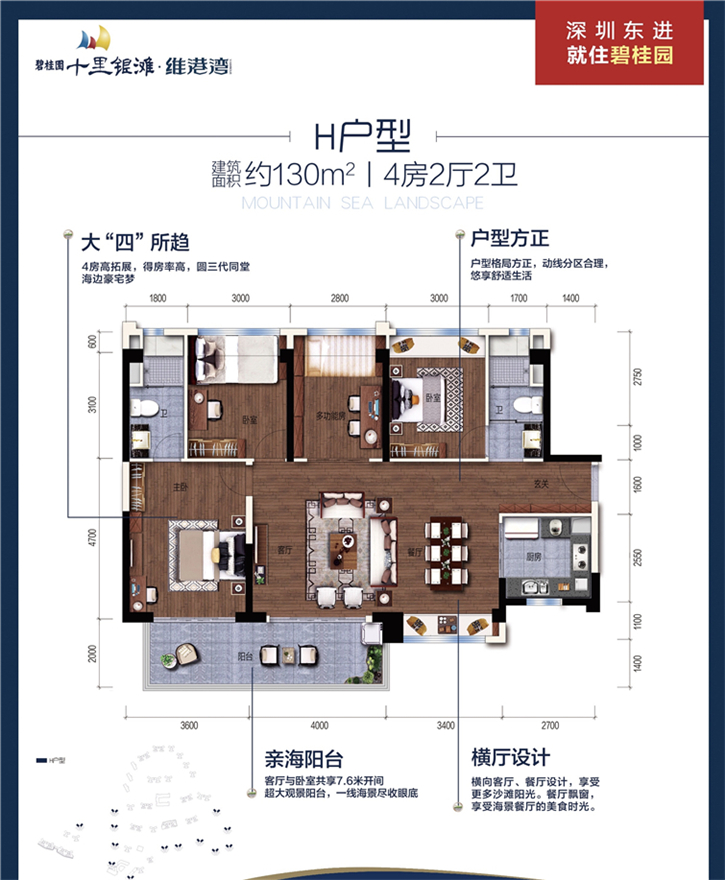 碧桂园 十里银滩·维港湾
深圳东进
就住碧桂园
H户型
建筑面积 约130m² | 4房2厅2卫
MOUNTAIN SEA LANDSCAPE
大“四”所趋
4房高拓展，得房率高，圆三代同堂
海边豪宅梦
户型方正
户型格局方正，动线分区合理，
悠享舒适生活
1800 3000 2800 3000 1700 1400
600
3100
4700
2000
2750
1000
1600
2550
1100
1400
卫
卧室
多功能房
卧室
卫
主卧
玄关
客厅
餐厅
厨房
阳台
3600 4000 3400 2700
H户型
亲海阳台
客厅与卧室共享7.6米开间
超大观景阳台，一线海景尽收眼底
横厅设计
横向客厅、餐厅设计，享受
更多沙滩阳光。餐厅飘窗，
享受海景餐厅的美食时光。